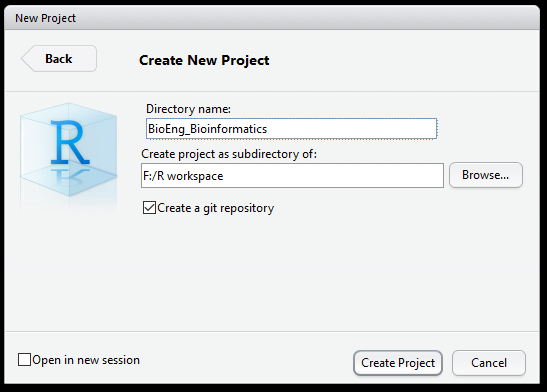 New Project
Back
Create New Project
R
Directory name:
BioEng_Bioinformatics
Create project as subdirectory of:
F:/R workspace
Browse...
Create a git repository
Open in new session
Create Project
Cancel